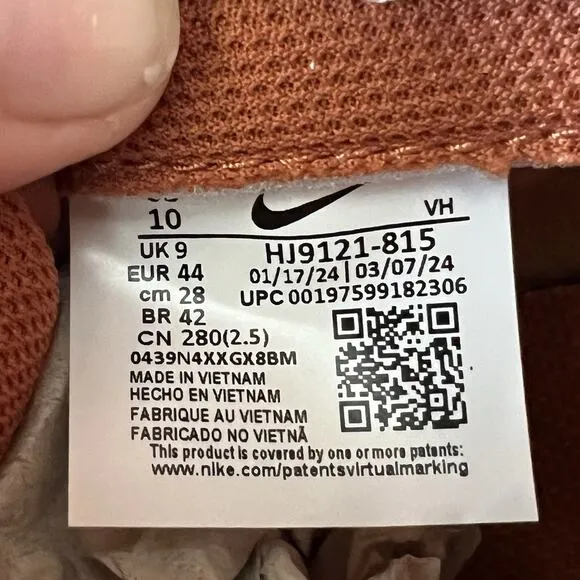 10
VH
UK 9
HJ9121-815
EUR 44
01/17/24 | 03/07/24
cm 28
UPC 00197599182306
BR 42
CN 280(2.5)
0439N4XXGX8BM
MADE IN VIETNAM
HECHO EN VIETNAM
FABRIQUE AU VIETNAM
FABRICADO NO VIETNÃ
This product is covered by one or more patents:
www.nike.com/patentsvirtualmarking